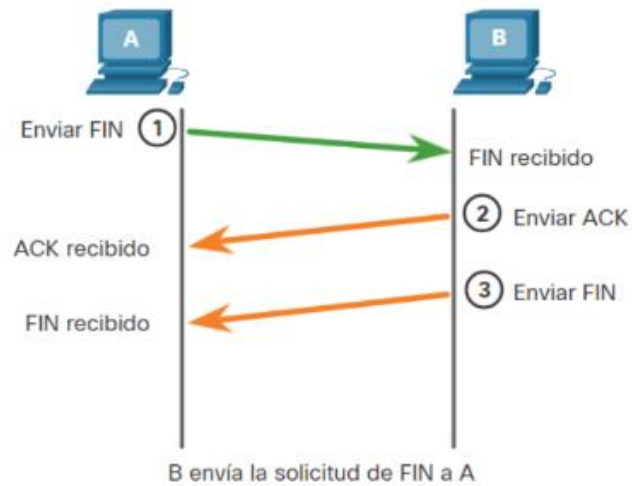 A
B
Enviar FIN 1
FIN recibido
2 Enviar ACK
ACK recibido
3 Enviar FIN
FIN recibido
B envía la solicitud de FIN a A